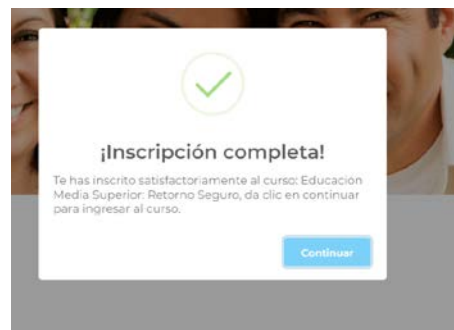 ¡Inscripción completa!
Te has inscrito satisfactoriamente al curso: Educación
Media Superior: Retorno Seguro, da clic en continuar
para ingresar al curso.
Continuar